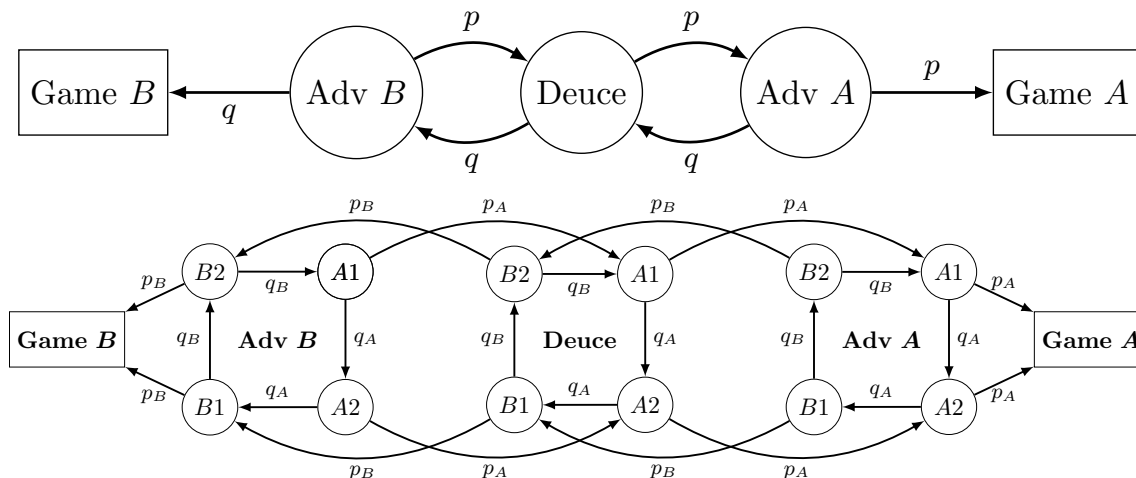 p p
Game B Adv B Deuce Adv A p Game A
q q q
p_B p_A p_B p_A
B2 q_B A1 B2 q_B A1 B2 q_B A1
p_B p_A
Game B q_B Adv B q_A q_B Deuce q_A q_B Adv A q_A Game A
p_B p_A
B1 q_A A2 B1 q_A A2 B1 q_A A2
p_B p_A p_B p_A